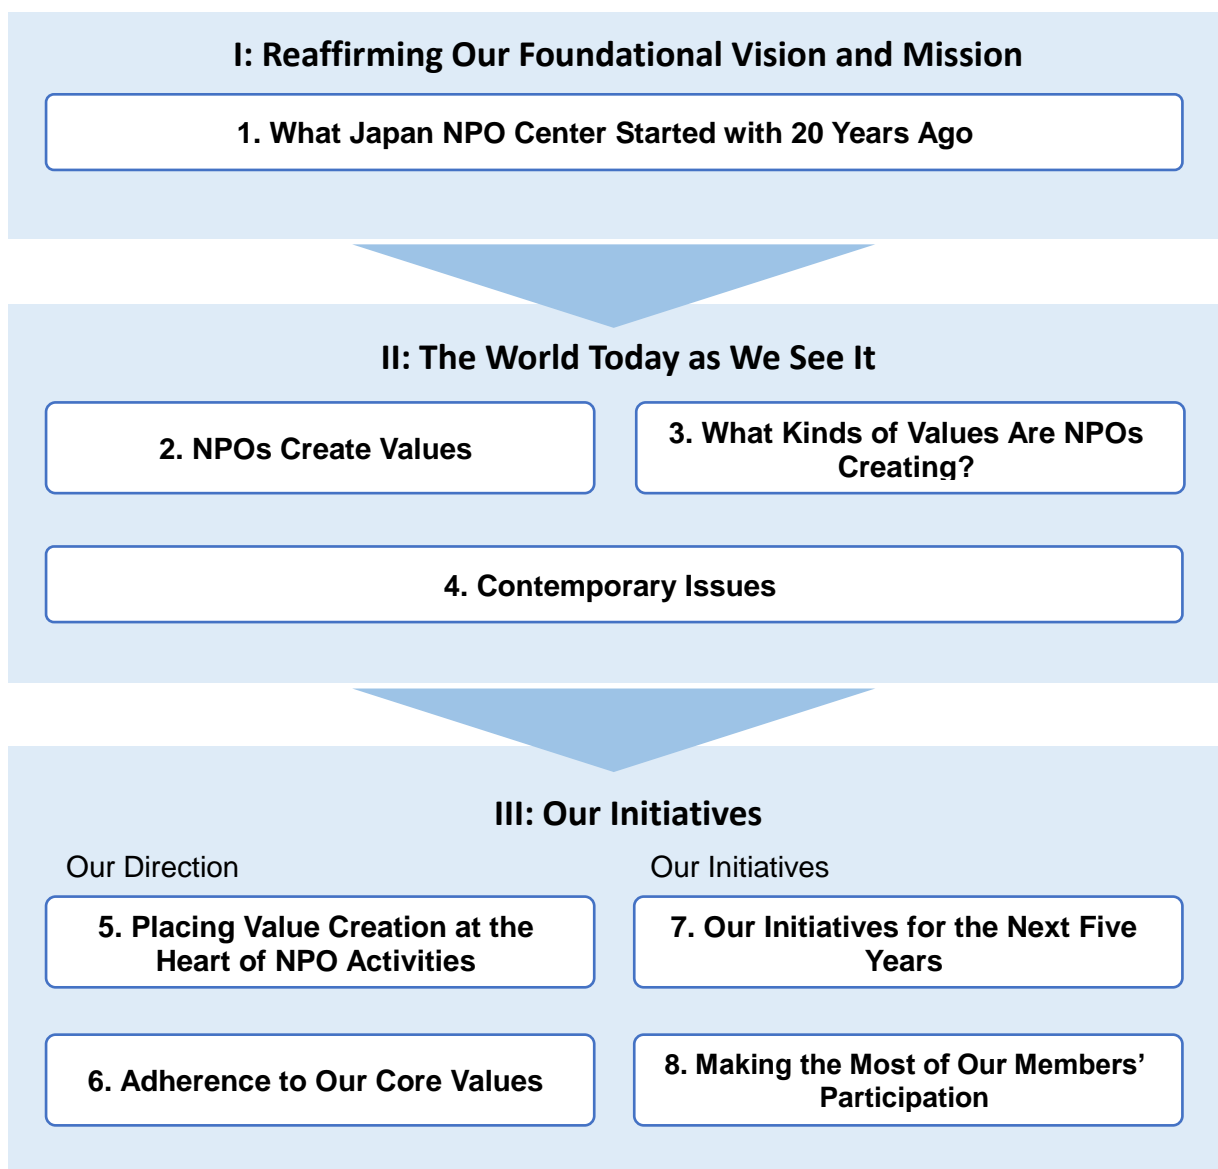 I: Reaffirming Our Foundational Vision and Mission
1. What Japan NPO Center Started with 20 Years Ago
II: The World Today as We See It
2. NPOs Create Values
3. What Kinds of Values Are NPOs
Creating?
4. Contemporary Issues
III: Our Initiatives
Our Direction
5. Placing Value Creation at the
Heart of NPO Activities
6. Adherence to Our Core Values
Our Initiatives
7. Our Initiatives for the Next Five
Years
8. Making the Most of Our Members’
Participation